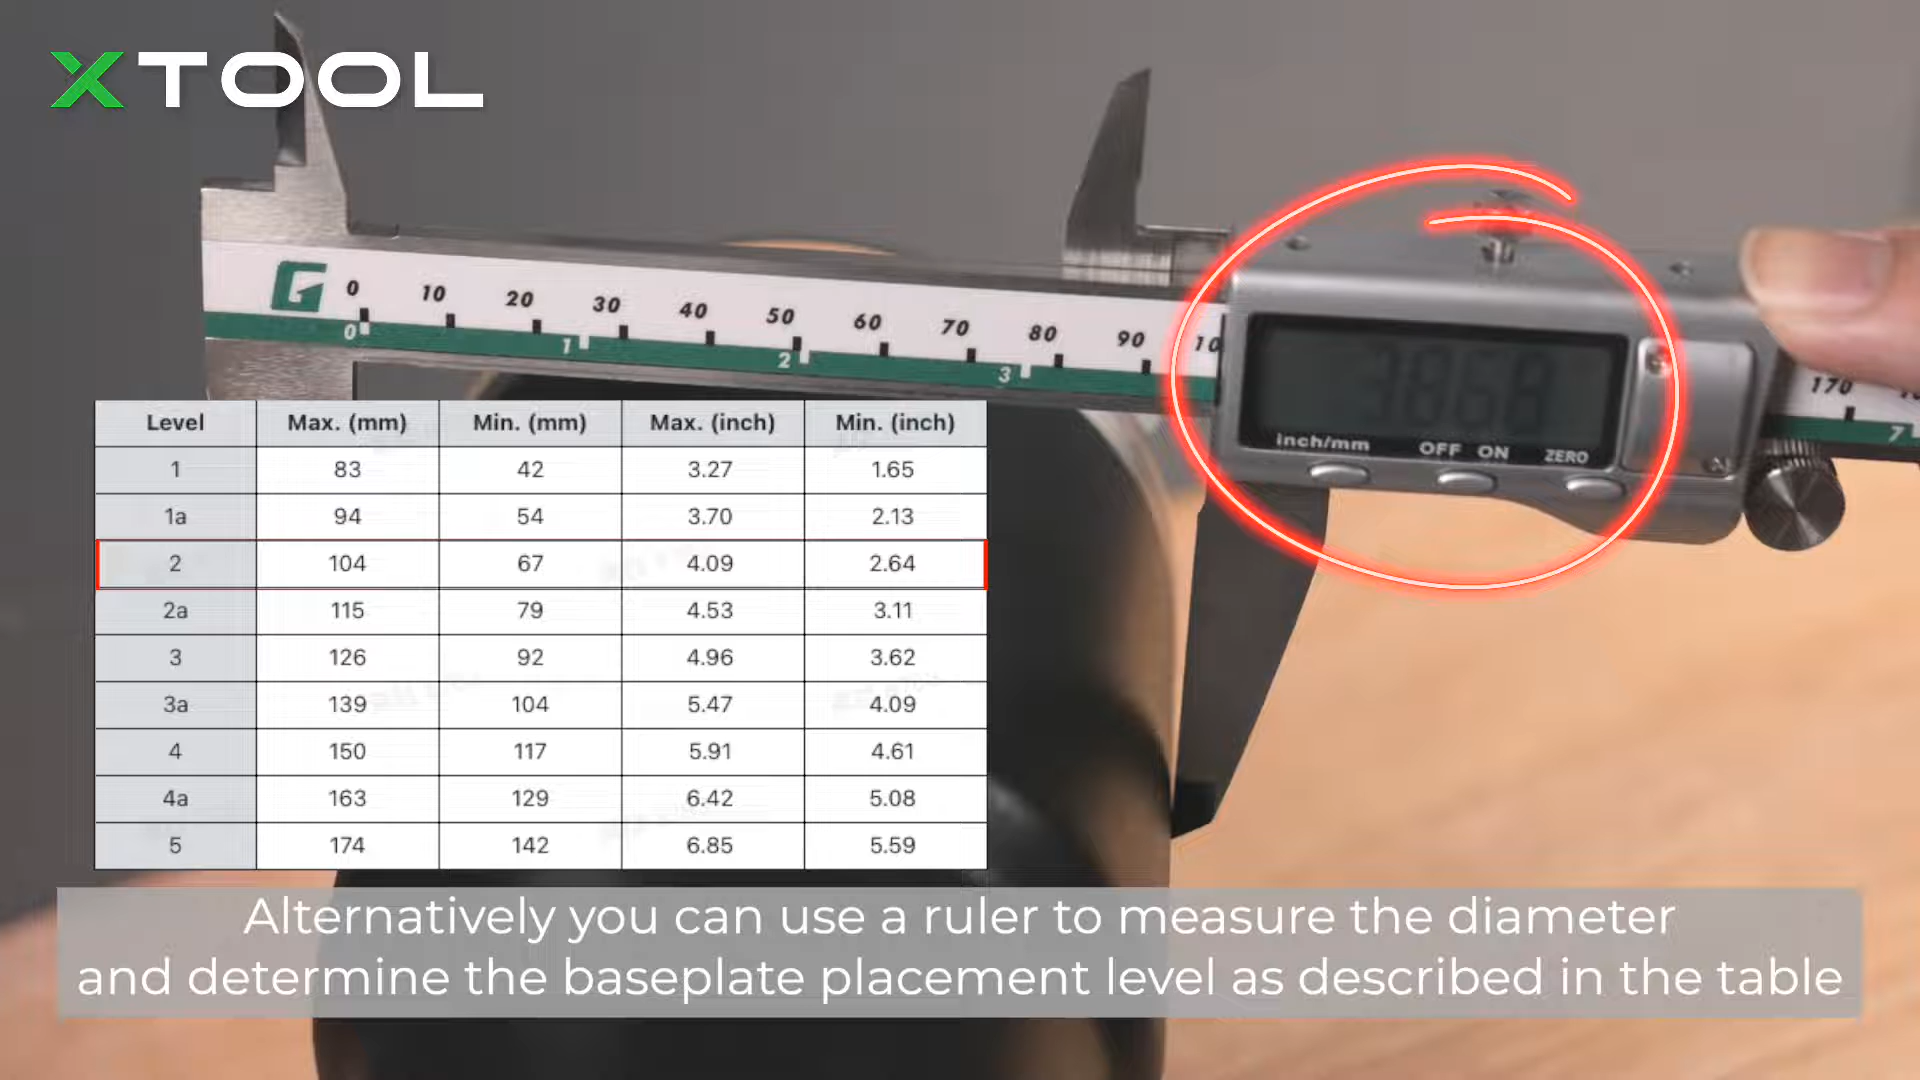 XTOOL
0 10 20 30 40 50 60 70 80 90 10 170
0 1 2 3 7
inch/mm OFF ON ZERO
Level Max. (mm) Min. (mm) Max. (inch) Min. (inch)
1 83 42 3.27 1.65
1a 94 54 3.70 2.13
2 104 67 4.09 2.64
2a 115 79 4.53 3.11
3 126 92 4.96 3.62
3a 139 104 5.47 4.09
4 150 117 5.91 4.61
4a 163 129 6.42 5.08
5 174 142 6.85 5.59
Alternatively you can use a ruler to measure the diameter
and determine the baseplate placement level as described in the table